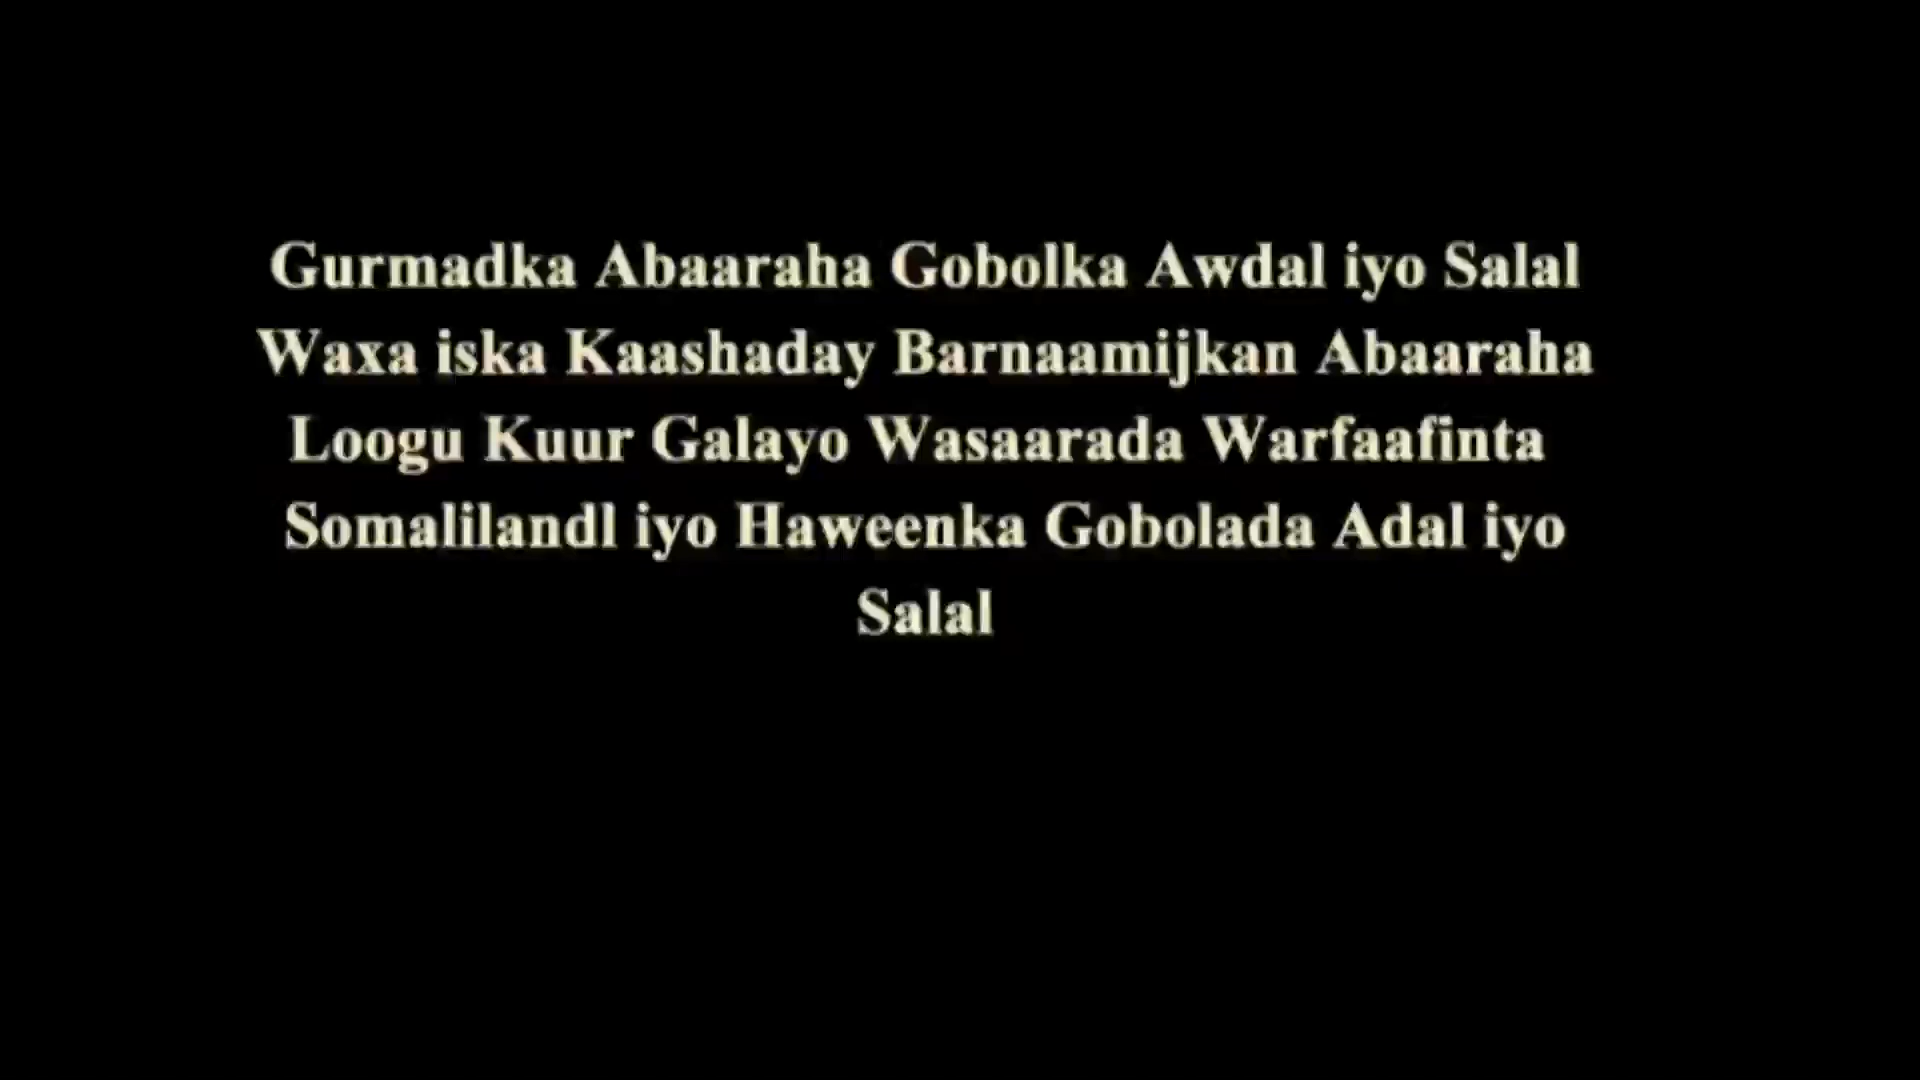 Gurmadka Abaaraha Gobolka Awdal iyo Salal
Waxa iska Kaashaday Barnaamijkan Abaaraha
Loogu Kuur Galayo Wasaarada Warfaafinta
Somalilandl iyo Haweenka Gobolada Adal iyo
Salal